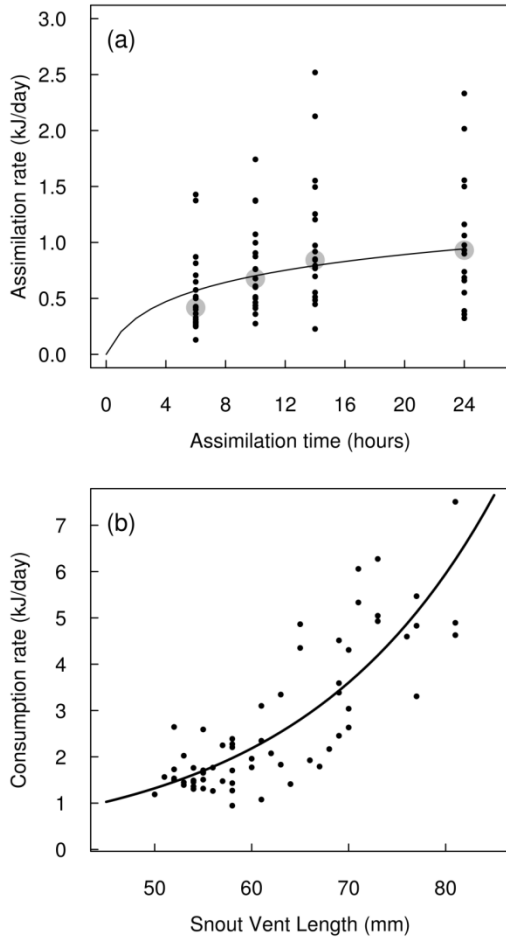 (a)
Assimilation rate (kJ/day)
3.0
2.5
2.0
1.5
1.0
0.5
0.0
0 4 8 12 16 20 24
Assimilation time (hours)
(b)
Consumption rate (kJ/day)
7
6
5
4
3
2
1
0
50 60 70 80
Snout Vent Length (mm)